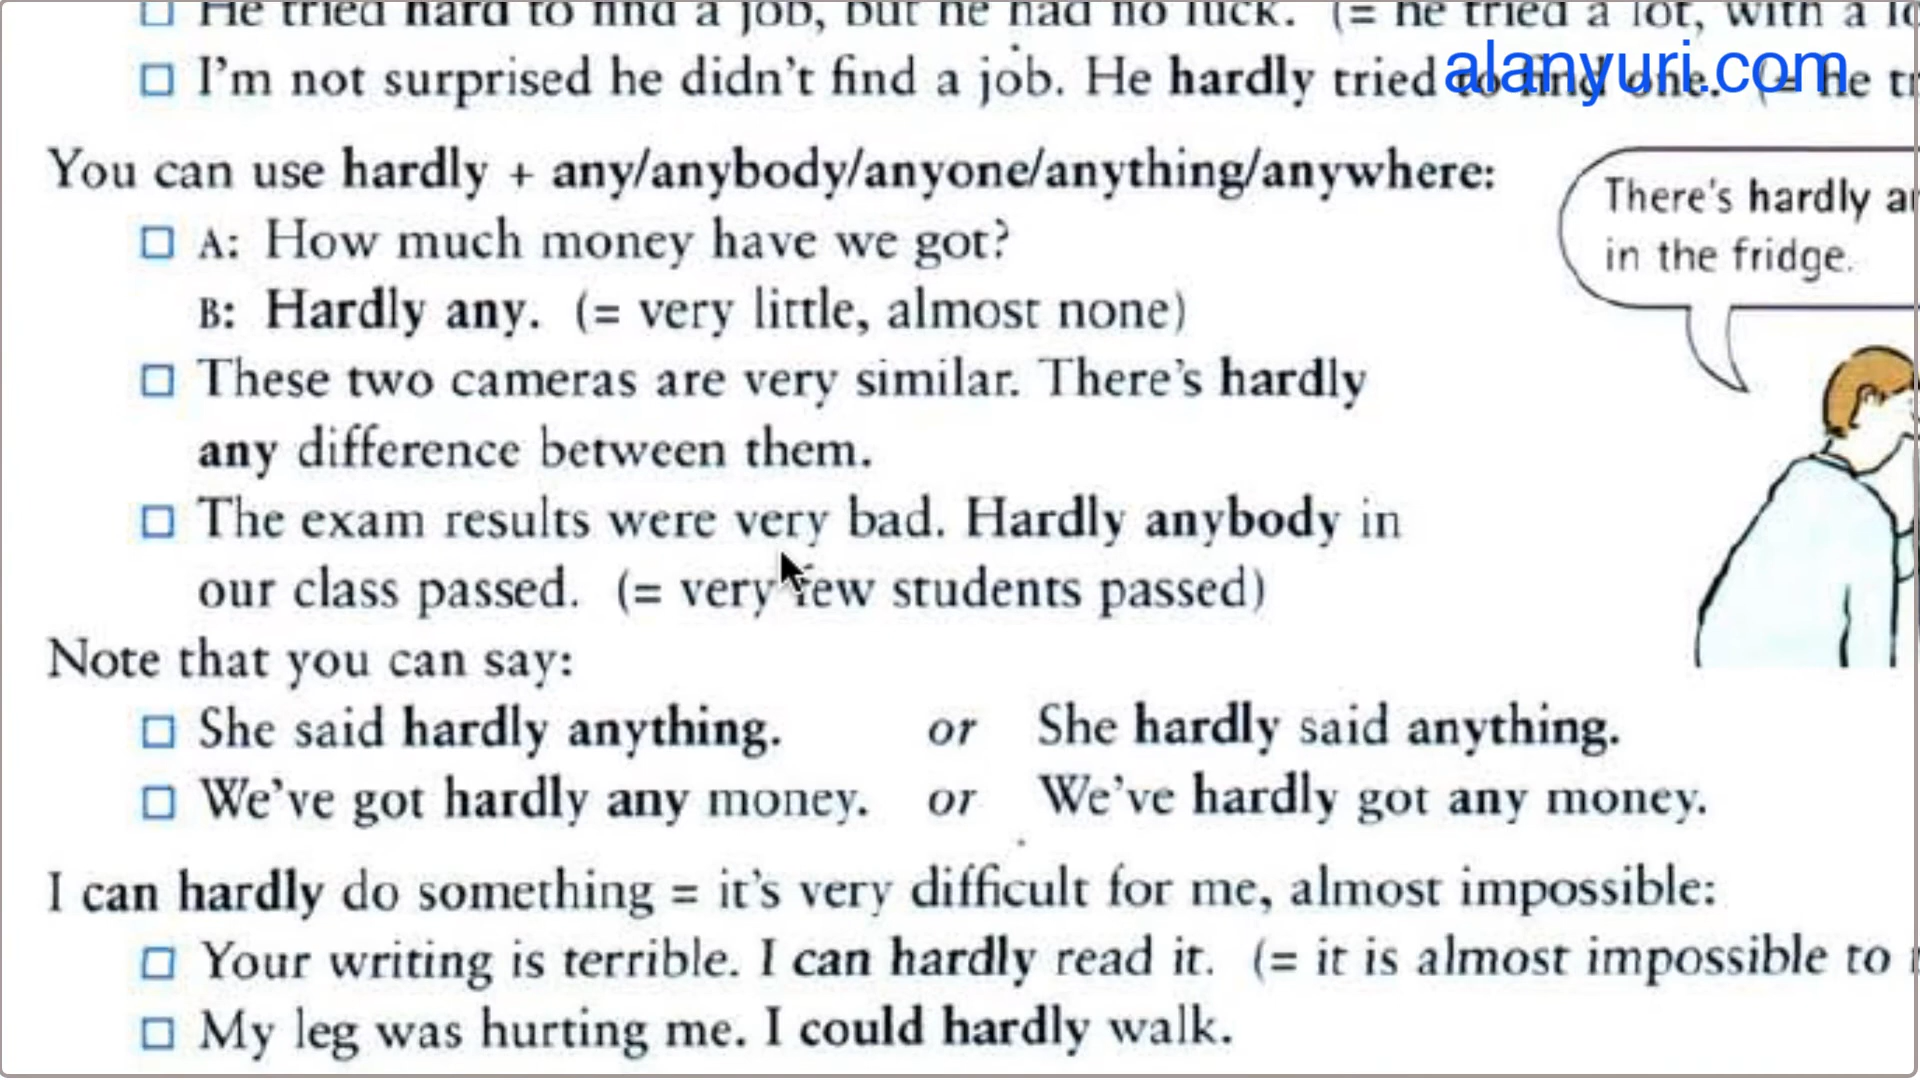 He tried hard to find a job, but he had no luck. (= he tried a lot, with a
alanyuri.com
I'm not surprised he didn't find a job. He hardly tried to find one. (= he
You can use hardly + any/anybody/anyone/anything/anywhere:
There's hardly
in the fridge.
A: How much money have we got?
B: Hardly any. (= very little, almost none)
These two cameras are very similar. There's hardly
any difference between them.
The exam results were very bad. Hardly anybody in
our class passed. (= very few students passed)
Note that you can say:
She said hardly anything. or She hardly said anything.
We've got hardly any money. or We've hardly got any money.
I can hardly do something = it's very difficult for me, almost impossible:
Your writing is terrible. I can hardly read it. (= it is almost impossible to
My leg was hurting me. I could hardly walk.